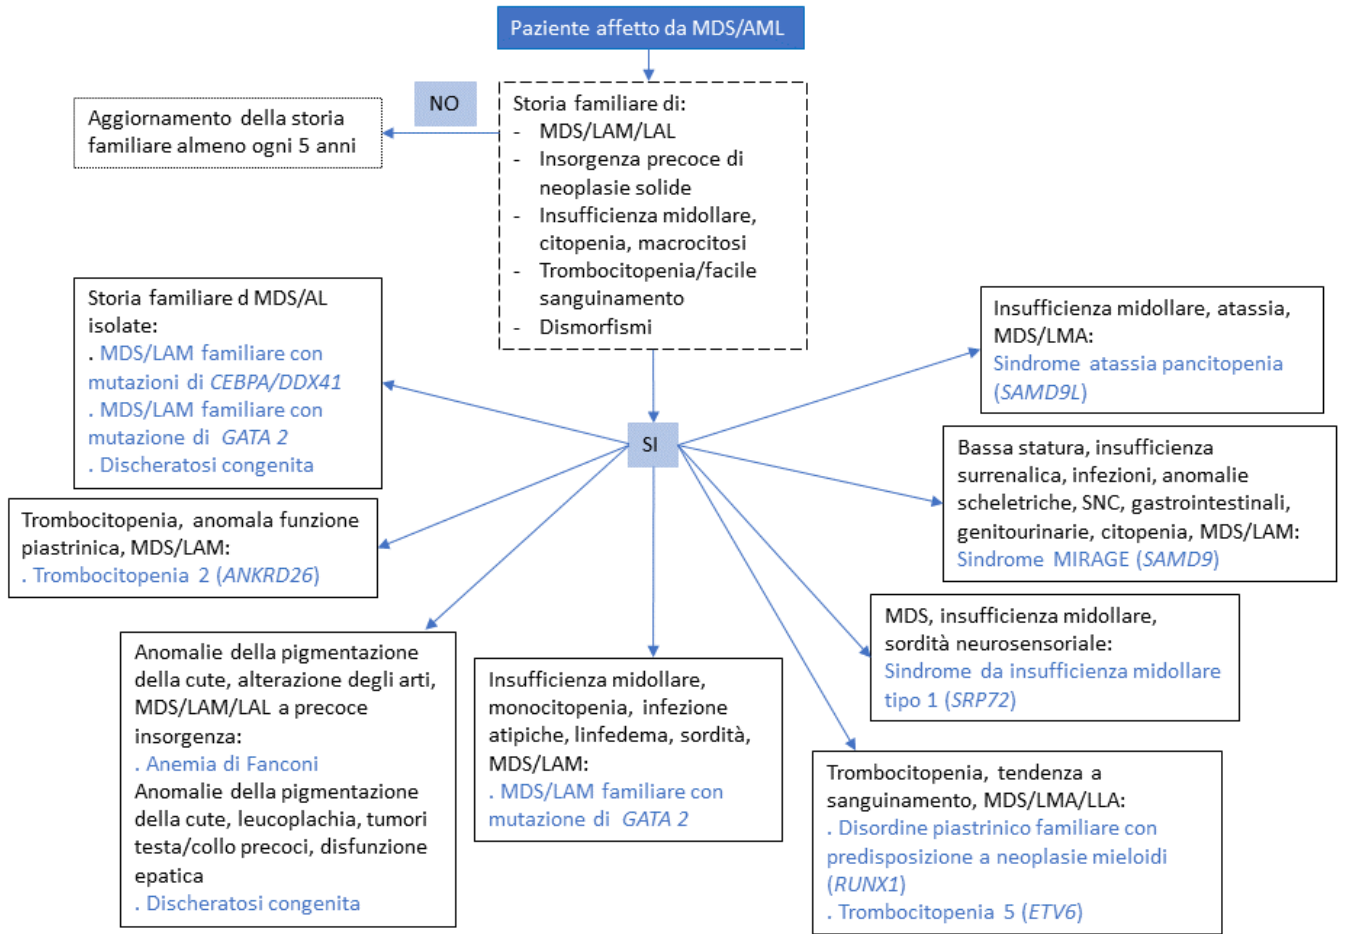 Paziente affetto da MDS/AML
NO
Aggiornamento della storia
familiare almeno ogni 5 anni
Storia familiare di:
- MDS/LAM/LAL
- Insorgenza precoce di
neoplasie solide
- Insufficienza midollare,
citopenia, macrocitosi
- Trombocitopenia/facile
sanguinamento
- Dismorfismi
SI
Storia familiare d MDS/AL
isolate:
. MDS/LAM familiare con
mutazioni di CEBPA/DDX41
. MDS/LAM familiare con
mutazione di GATA 2
. Discheratosi congenita
Trombocitopenia, anomala funzione
piastrinica, MDS/LAM:
. Trombocitopenia 2 (ANKRD26)
Anomalie della pigmentazione
della cute, alterazione degli arti,
MDS/LAM/LAL a precoce
insorgenza:
. Anemia di Fanconi
Anomalie della pigmentazione
della cute, leucoplachia, tumori
testa/collo precoci, disfunzione
epatica
. Discheratosi congenita
Insufficienza midollare,
monocitopenia, infezione
atipiche, linfedema, sordità,
MDS/LAM:
. MDS/LAM familiare con
mutazione di GATA 2
Insufficienza midollare, atassia,
MDS/LMA:
Sindrome atassia pancitopenia
(SAMD9L)
Bassa statura, insufficienza
surrenalica, infezioni, anomalie
scheletriche, SNC, gastrointestinali,
genitourinarie, citopenia, MDS/LAM:
Sindrome MIRAGE (SAMD9)
MDS, insufficienza midollare,
sordità neurosensoriale:
Sindrome da insufficienza midollare
tipo 1 (SRP72)
Trombocitopenia, tendenza a
sanguinamento, MDS/LMA/LLA:
. Disordine piastrinico familiare con
predisposizione a neoplasie mieloidi
(RUNX1)
. Trombocitopenia 5 (ETV6)